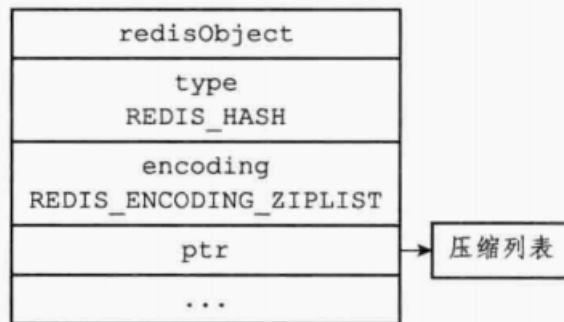 redisObject
type
REDIS_HASH
encoding
REDIS_ENCODING_ZIPLIST
ptr
压缩列表
...